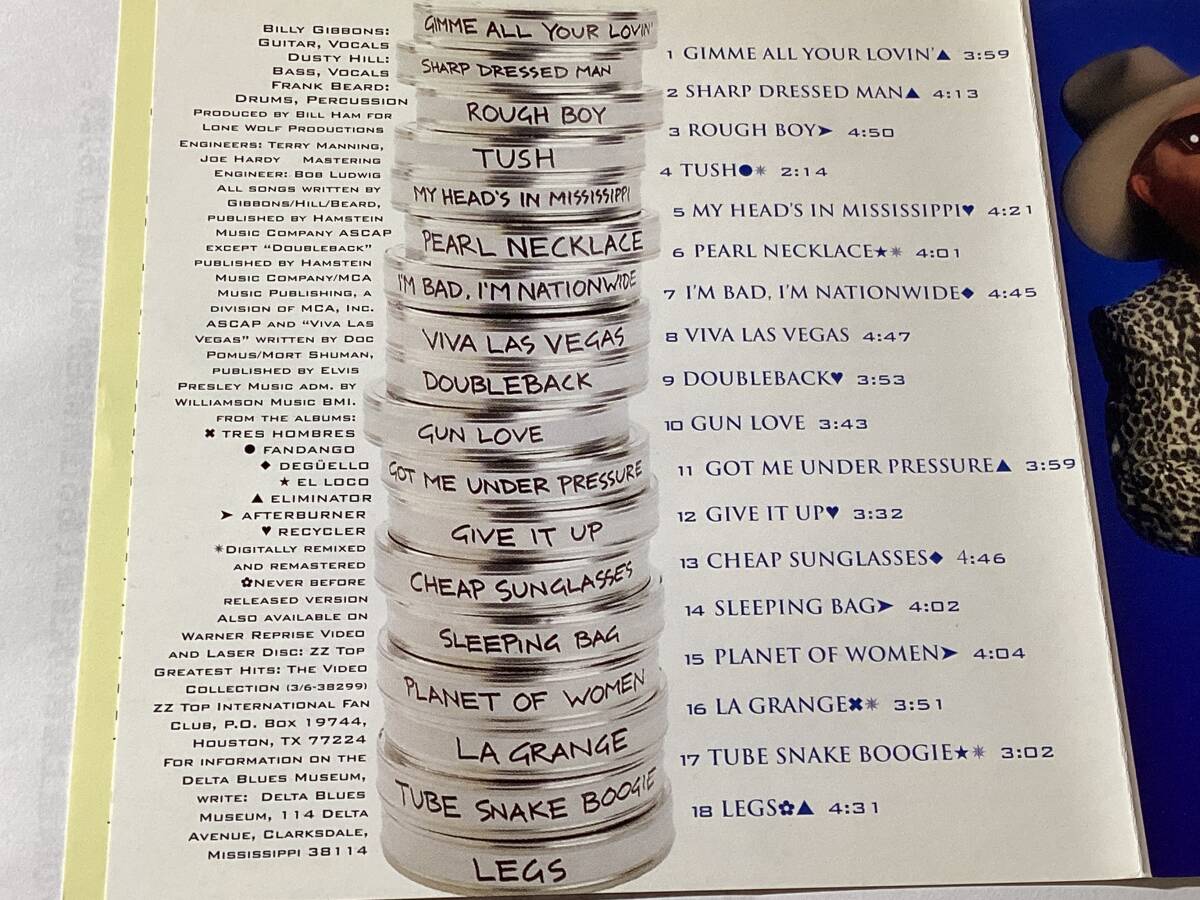 BILLY GIBBONS:
GUITAR, VOCALS
DUSTY HILL:
BASS, VOCALS
FRANK BEARD:
DRUMS, PERCUSSION
PRODUCED BY BILL HAM FOR
LONE WOLF PRODUCTIONS
ENGINEERS: TERRY MANNING,
JOE HARDY MASTERING
ENGINEER: BOB LUDWIG
ALL SONGS WRITTEN BY
GIBBONS/HILL/BEARD,
PUBLISHED BY HAMSTEIN
MUSIC COMPANY ASCAP
EXCEPT "DOUBLEBACK"
PUBLISHED BY HAMSTEIN
MUSIC COMPANY/MCA
MUSIC PUBLISHING, A
DIVISION OF MCA, INC.
ASCAP AND "VIVA LAS
VEGAS" WRITTEN BY DOC
POMUS/MORT SHUMAN,
PUBLISHED BY ELVIS
PRESLEY MUSIC ADM. BY
WILLIAMSON MUSIC BMI.
FROM THE ALBUMS:
✖ TRES HOMBRES
● FANDANGO
◆ DEGÜELLO
★ EL LOCO
▲ ELIMINATOR
➤ AFTERBURNER
♥ RECYCLER
✴DIGITALLY REMIXED
AND REMASTERED
✿NEVER BEFORE
RELEASED VERSION
ALSO AVAILABLE ON
WARNER REPRISE VIDEO
AND LASER DISC: ZZ TOP
GREATEST HITS: THE VIDEO
COLLECTION (3/6-38299)
ZZ TOP INTERNATIONAL FAN
CLUB, P.O. BOX 19744,
HOUSTON, TX 77224
FOR INFORMATION ON THE
DELTA BLUES MUSEUM,
WRITE: DELTA BLUES
MUSEUM, 114 DELTA
AVENUE, CLARKSDALE,
MISSISSIPPI 38114
GIMME ALL YOUR LOVIN'
SHARP DRESSED MAN
ROUGH BOY
TUSH
MY HEAD'S IN MISSISSIPPI
PEARL NECKLACE
I'M BAD, I'M NATIONWIDE
VIVA LAS VEGAS
DOUBLEBACK
GUN LOVE
GOT ME UNDER PRESSURE
GIVE IT UP
CHEAP SUNGLASSES
SLEEPING BAG
PLANET OF WOMEN
LA GRANGE
TUBE SNAKE BOOGIE
LEGS
1 GIMME ALL YOUR LOVIN'▲ 3:59
2 SHARP DRESSED MAN▲ 4:13
3 ROUGH BOY➤ 4:50
4 TUSH●✴ 2:14
5 MY HEAD'S IN MISSISSIPPI♥ 4:21
6 PEARL NECKLACE★✴ 4:01
7 I'M BAD, I'M NATIONWIDE◆ 4:45
8 VIVA LAS VEGAS 4:47
9 DOUBLEBACK♥ 3:53
10 GUN LOVE 3:43
11 GOT ME UNDER PRESSURE▲ 3:59
12 GIVE IT UP♥ 3:32
13 CHEAP SUNGLASSES◆ 4:46
14 SLEEPING BAG➤ 4:02
15 PLANET OF WOMEN➤ 4:04
16 LA GRANGE✖✴ 3:51
17 TUBE SNAKE BOOGIE★✴ 3:02
18 LEGS✿▲ 4:31